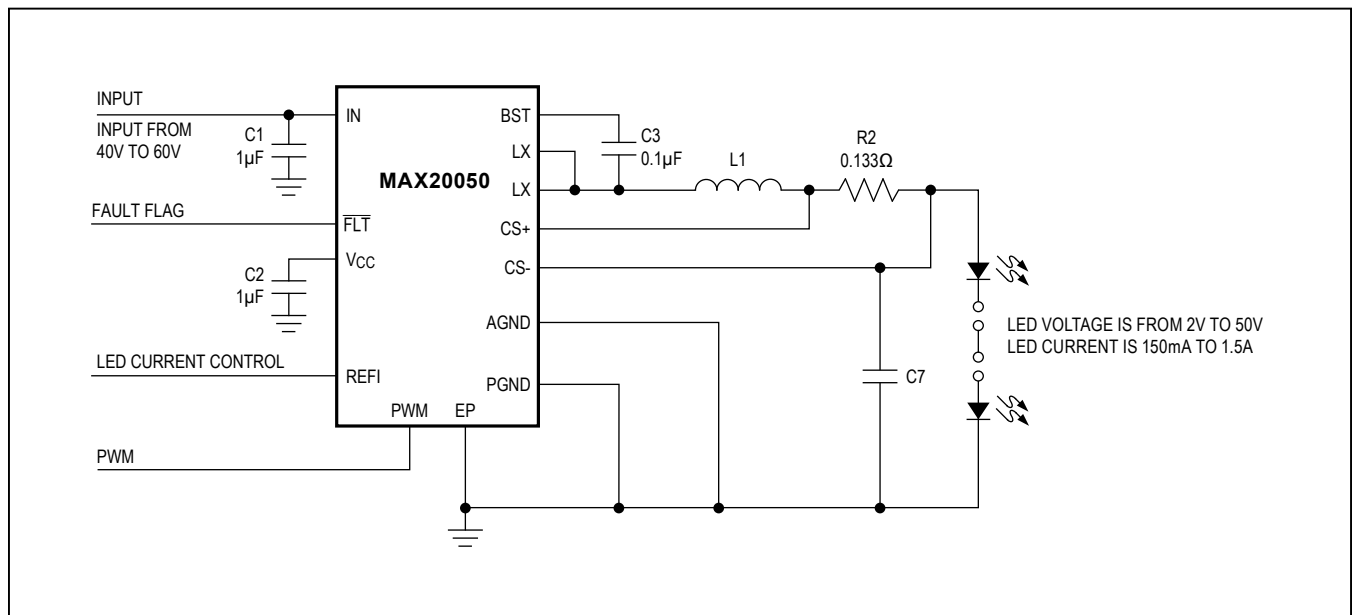 INPUT
INPUT FROM
40V TO 60V
C1
1µF
FAULT FLAG
C2
1µF
LED CURRENT CONTROL
PWM
IN
FLT
VCC
REFI
PWM
EP
MAX20050
BST
LX
LX
CS+
CS-
AGND
PGND
C3
0.1µF
L1
R2
0.133Ω
C7
LED VOLTAGE IS FROM 2V TO 50V
LED CURRENT IS 150mA TO 1.5A